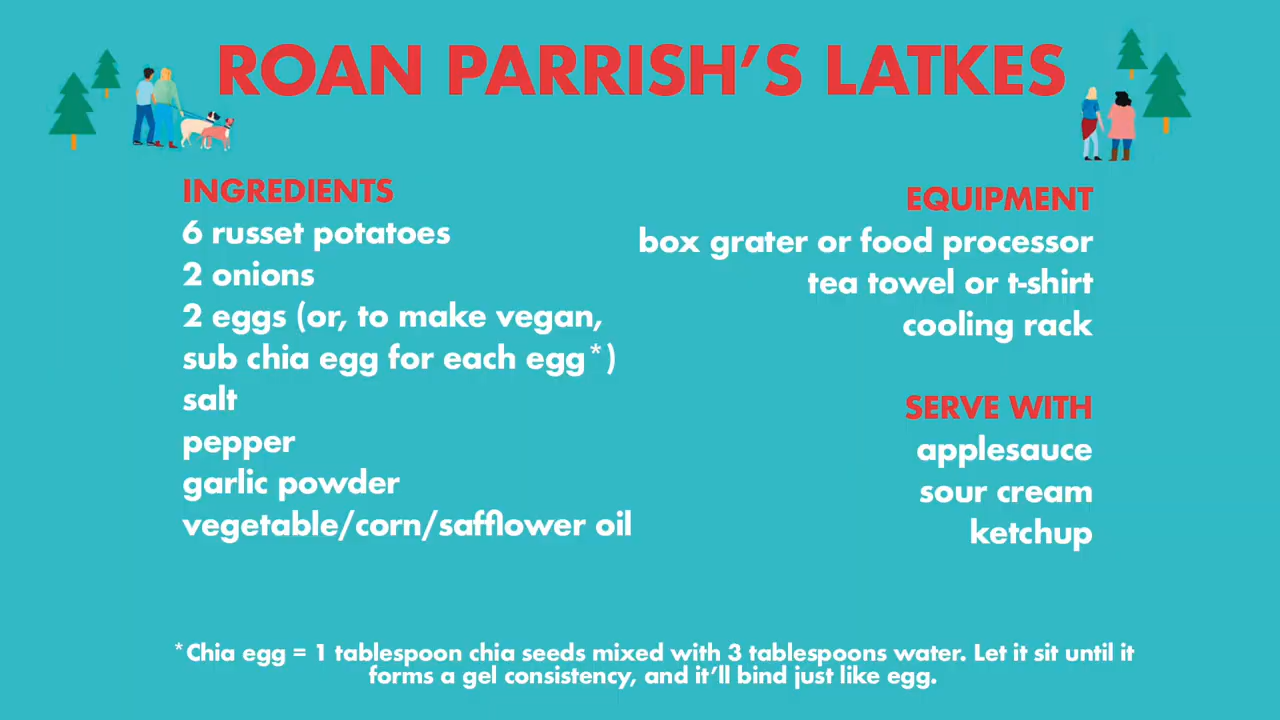 ROAN PARRISH’S LATKES
INGREDIENTS
6 russet potatoes
2 onions
2 eggs (or, to make vegan,
sub chia egg for each egg*)
salt
pepper
garlic powder
vegetable/corn/safflower oil
EQUIPMENT
box grater or food processor
tea towel or t-shirt
cooling rack
SERVE WITH
applesauce
sour cream
ketchup
*Chia egg = 1 tablespoon chia seeds mixed with 3 tablespoons water. Let it sit until it
forms a gel consistency, and it’ll bind just like egg.